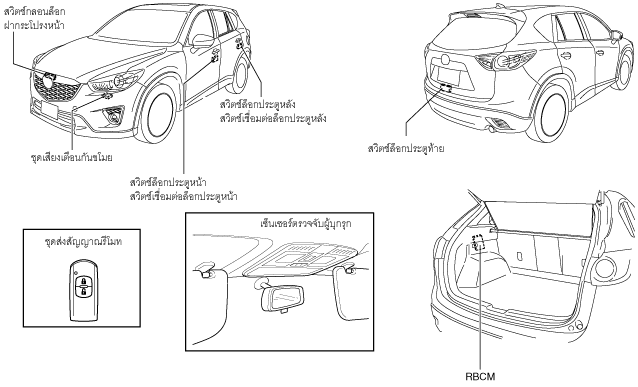 สวิตช์กลอนล็อก
ฝากระโปรงหน้า
สวิตช์ล็อกประตูหลัง
สวิตช์เชื่อมต่อล็อกประตูหลัง
ชุดเสียงเตือนกันขโมย
สวิตช์ล็อกประตูท้าย
สวิตช์ล็อกประตูหน้า
สวิตช์เชื่อมต่อล็อกประตูหน้า
ชุดส่งสัญญาณรีโมท
เซ็นเซอร์ตรวจจับผู้บุกรุก
RBCM